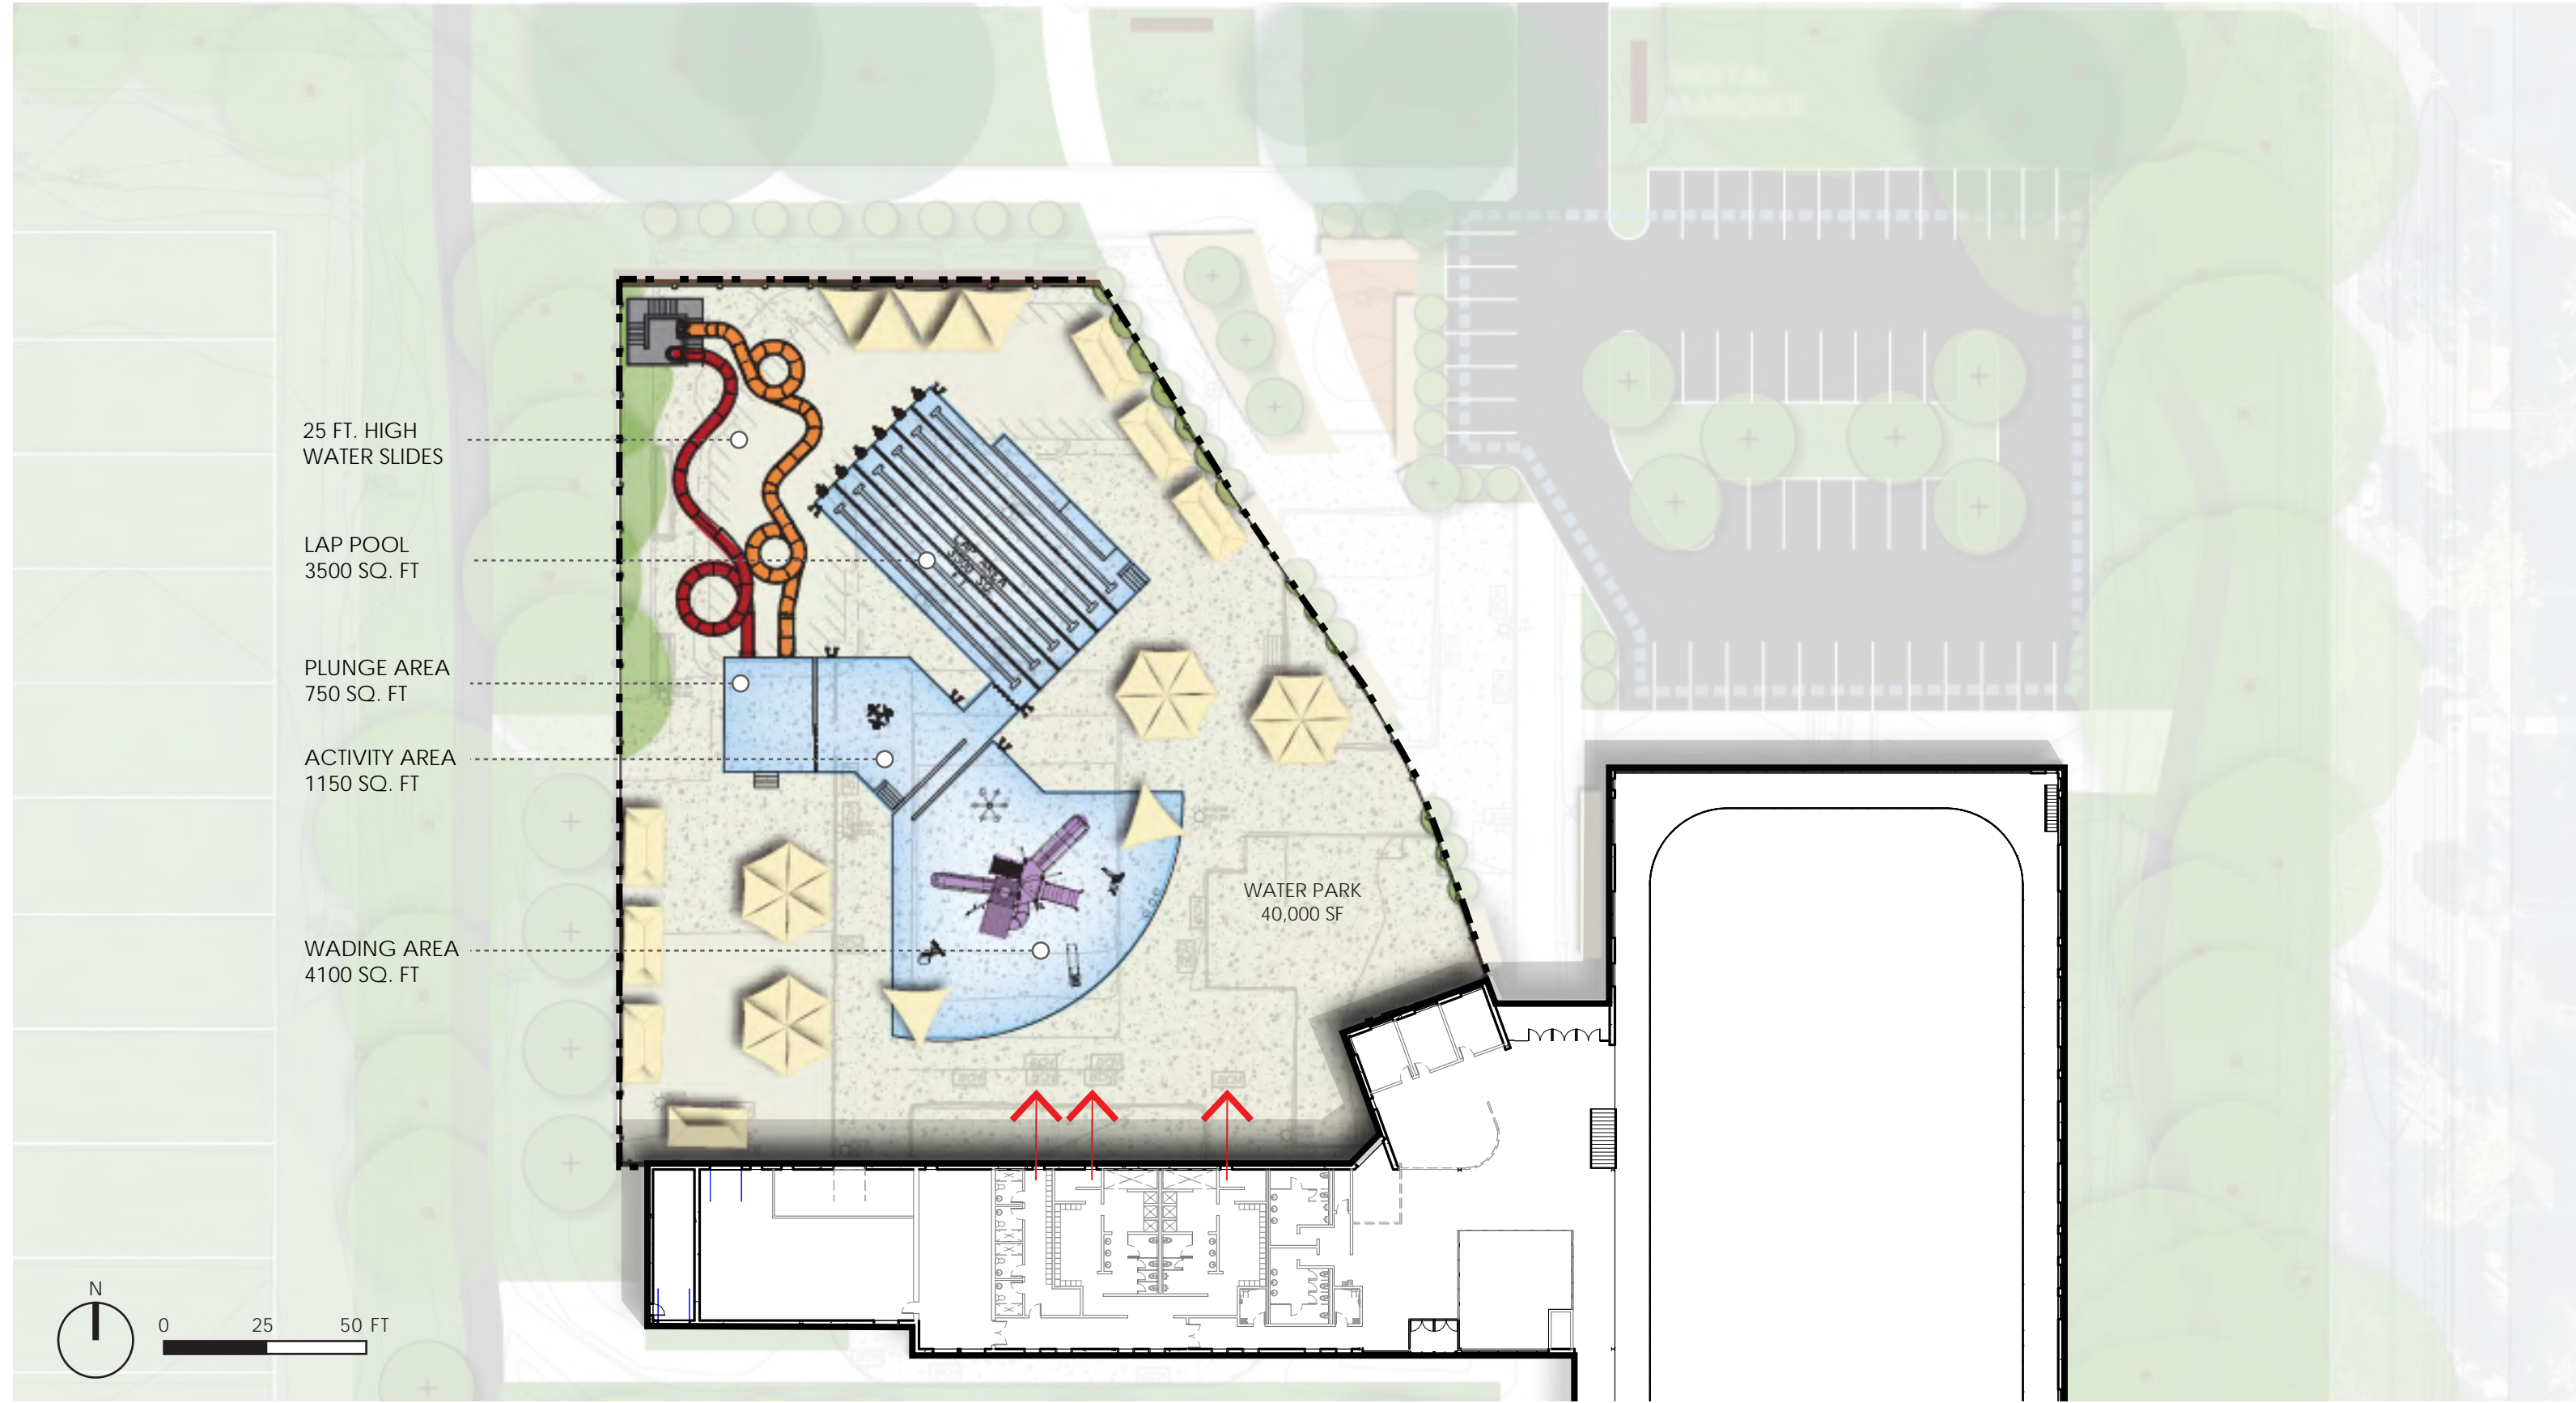 25 FT. HIGH
WATER SLIDES
LAP POOL
3500 SQ. FT
PLUNGE AREA
750 SQ. FT
ACTIVITY AREA
1150 SQ. FT
WADING AREA
4100 SQ. FT
WATER PARK
40,000 SF
N
0 25 50 FT